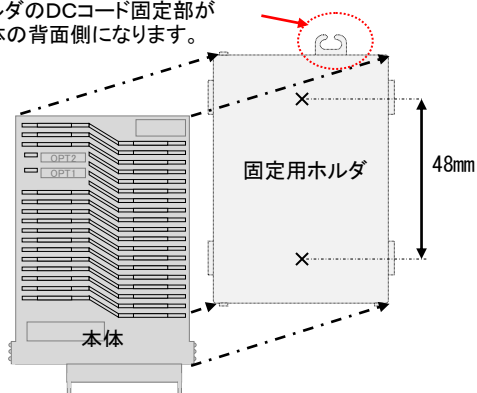 ルダのDCコード固定部が
体の背面側になります。
OPT2
OPT1
固定用ホルダ
48mm
本体